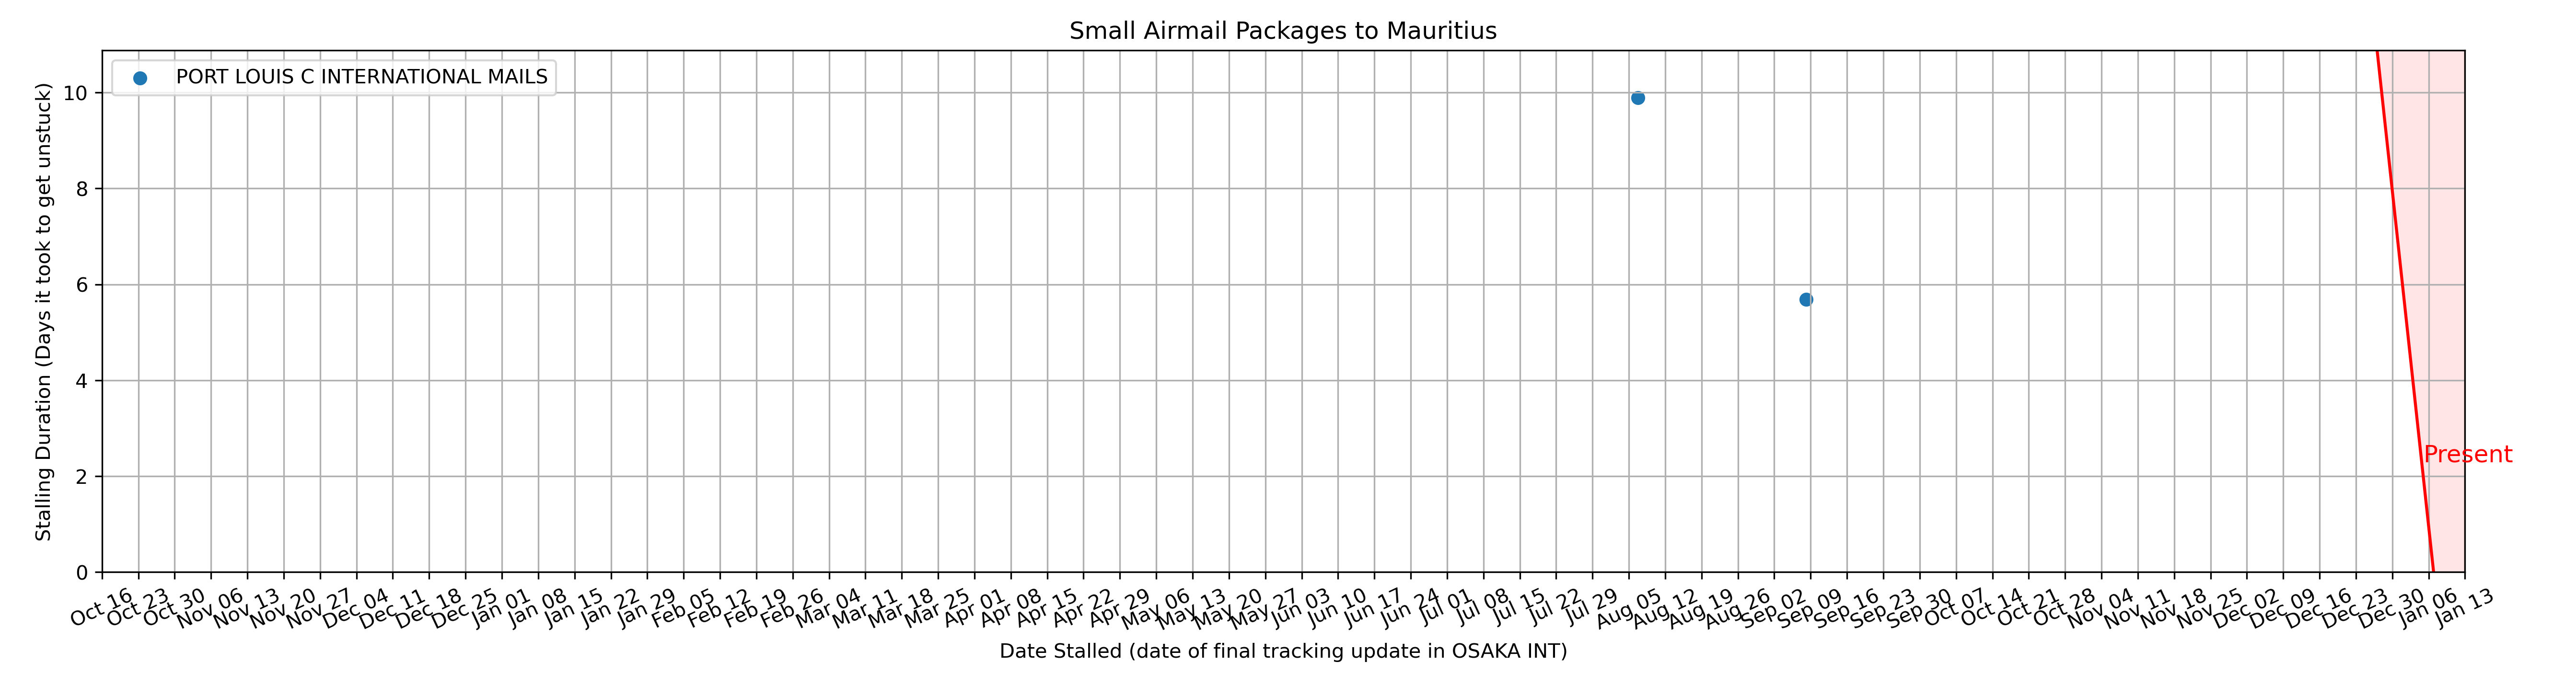 Small Airmail Packages to Mauritius
PORT LOUIS C INTERNATIONAL MAILS
Stalling Duration (Days it took to get unstuck)
10
8
6
4
2
0
Present
Oct 16
Oct 23
Oct 30
Nov 06
Nov 13
Nov 20
Nov 27
Dec 04
Dec 11
Dec 18
Dec 25
Jan 01
Jan 08
Jan 15
Jan 22
Jan 29
Feb 05
Feb 12
Feb 19
Feb 26
Mar 04
Mar 11
Mar 18
Mar 25
Apr 01
Apr 08
Apr 15
Apr 22
Apr 29
May 06
May 13
May 20
May 27
Jun 03
Jun 10
Jun 17
Jun 24
Jul 01
Jul 08
Jul 15
Jul 22
Jul 29
Aug 05
Aug 12
Aug 19
Aug 26
Sep 02
Sep 09
Sep 16
Sep 23
Sep 30
Oct 07
Oct 14
Oct 21
Oct 28
Nov 04
Nov 11
Nov 18
Nov 25
Dec 02
Dec 09
Dec 16
Dec 23
Dec 30
Jan 06
Jan 13
Date Stalled (date of final tracking update in OSAKA INT)